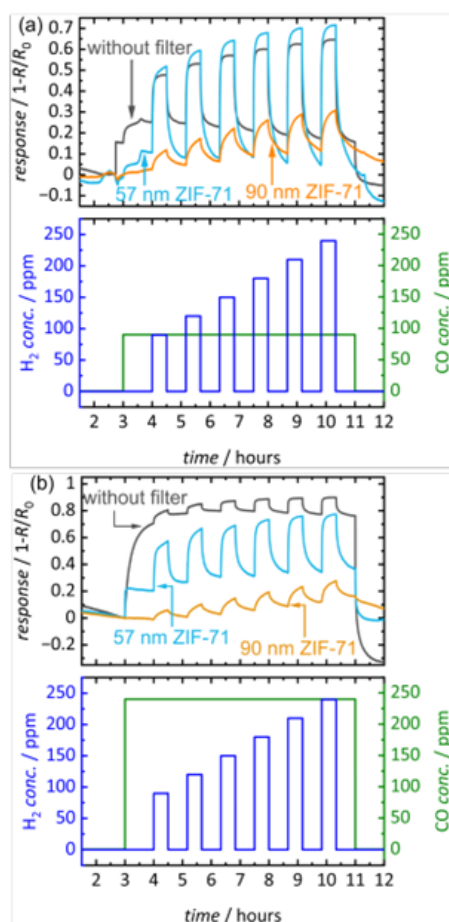 (a)
response / 1-R/R0
0.7
0.6
0.5
0.4
0.3
0.2
0.1
0
−0.1
without filter
57 nm ZIF-71
90 nm ZIF-71
H2 conc. / ppm
250
200
150
100
50
0
250
200
150
100
50
0
CO conc. / ppm
2 3 4 5 6 7 8 9 10 11 12
time / hours
(b)
response / 1-R/R0
1
0.8
0.6
0.4
0.2
0
−0.2
without filter
57 nm ZIF-71
90 nm ZIF-71
H2 conc. / ppm
250
200
150
100
50
0
250
200
150
100
50
0
CO conc. / ppm
2 3 4 5 6 7 8 9 10 11 12
time / hours